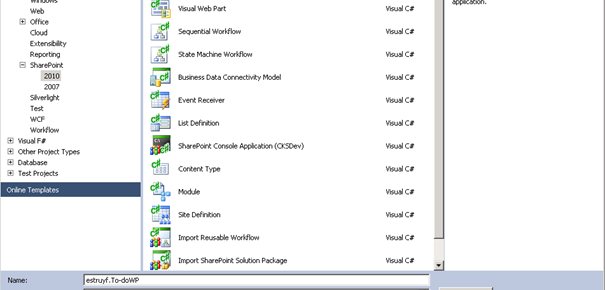 Windows
Web
Office
Cloud
Extensibility
Reporting
SharePoint
2010
2007
Silverlight
Test
WCF
Workflow
Visual F#
Other Project Types
Database
Test Projects
Online Templates
Visual Web Part Visual C#
Sequential Workflow Visual C#
State Machine Workflow Visual C#
Business Data Connectivity Model Visual C#
Event Receiver Visual C#
List Definition Visual C#
SharePoint Console Application (CKSDev) Visual C#
Content Type Visual C#
Module Visual C#
Site Definition Visual C#
Import Reusable Workflow Visual C#
Import SharePoint Solution Package Visual C#
application.
Name: estruyf.To-doWP